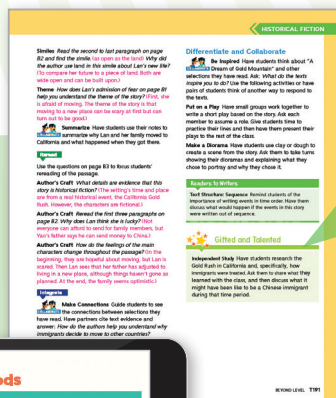 HISTORICAL FICTION
Similes Read the second to last paragraph on page
B2 and find the simile. (as open as the land) Why did
the author use land in this simile about Lan's new life?
(To compare her future to a piece of land. Both are
wide open and can be built upon.)
Theme How does Lan's admission of fear on B1
help you understand the theme of the story? (First, she
is afraid of moving. The theme of the story is that
moving to a new place can be scary at first but can
turn out to be good.)
Summarize Have students use their notes to
summarize why Lan and her family moved to
California and what happened when they got there.
Reread
Use the questions on page B3 to focus students'
rereading of the passage.
Author's Craft What details are evidence that this
story is historical fiction? (The setting's time and place
are from a real historical event, the California Gold
Rush. However, the characters are fictional.)
Author's Craft Reread the first three paragraphs on
page B2. Why does Lan think she is lucky? (Not
everyone can afford to send for family members, but
Yau's father says he can send money to China.)
Author's Craft How do the feelings of the main
characters change throughout the passage? (In the
beginning, they are hopeful about moving, but Lan is
scared. Then Lan sees that her father has adjusted to
living in a new place, although things haven't gone as
planned. At the end, the family seems optimistic.)
Integrate
Make Connections Guide students to see
the connections between selections they
have read. Have partners cite text evidence and
answer: How do the authors help you understand why
immigrants decide to move to other countries?
ods
Differentiate and Collaborate
Be Inspired Have students think about "A
Dream of Gold Mountain" and other
selections they have read. Ask: What do the texts
inspire you to do? Use the following activities or have
pairs of students think of another way to respond to
the texts.
Put on a Play Have small groups work together to
write a short play based on the story. Ask each
member to assume a role. Give students time to
practice their lines and then have them present their
plays to the rest of the class.
Make a Diorama Have students use clay or dough to
create a scene from the story. Ask them to take turns
showing their dioramas and explaining what they
chose to portray and why they chose it.
Readers to Writers
Text Structure: Sequence Remind students of the
importance of writing events in time order. Have them
discuss what would happen if the events in this story
were written out of sequence.
Gifted and Talented
Independent Study Have students research the
Gold Rush in California and, specifically, how
immigrants were treated. Ask them to share what they
learned with the class, and then discuss what it
might have been like to be a Chinese immigrant
during that time period.
BEYOND LEVEL T191